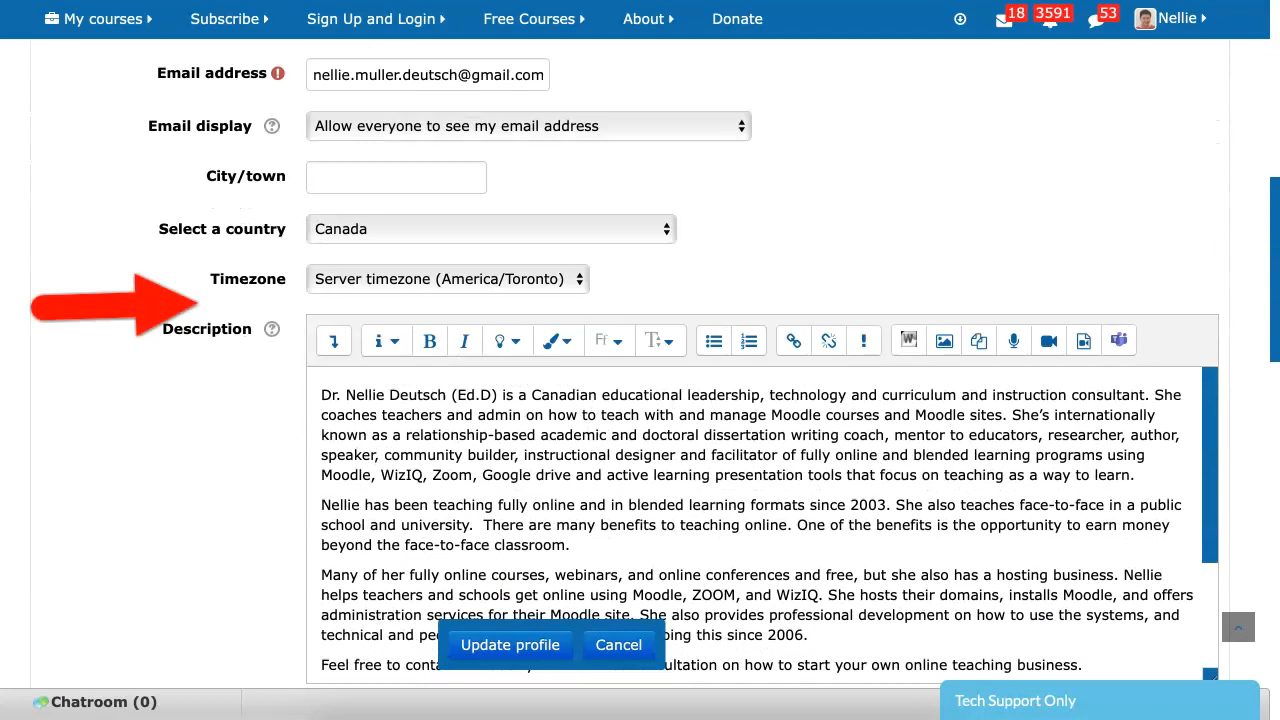 My courses Subscribe Sign Up and Login Free Courses About Donate 18 3591 53 Nellie
Email address nellie.muller.deutsch@gmail.com
Email display Allow everyone to see my email address
City/town
Select a country Canada
Timezone Server timezone (America/Toronto)
Description
Dr. Nellie Deutsch (Ed.D) is a Canadian educational leadership, technology and curriculum and instruction consultant. She
coaches teachers and admin on how to teach with and manage Moodle courses and Moodle sites. She's internationally
known as a relationship-based academic and doctoral dissertation writing coach, mentor to educators, researcher, author,
speaker, community builder, instructional designer and facilitator of fully online and blended learning programs using
Moodle, WizIQ, Zoom, Google drive and active learning presentation tools that focus on teaching as a way to learn.
Nellie has been teaching fully online and in blended learning formats since 2003. She also teaches face-to-face in a public
school and university. There are many benefits to teaching online. One of the benefits is the opportunity to earn money
beyond the face-to-face classroom.
Many of her fully online courses, webinars, and online conferences and free, but she also has a hosting business. Nellie
helps teachers and schools get online using Moodle, ZOOM, and WizIQ. She hosts their domains, installs Moodle, and offers
administration services for their Moodle site. She also provides professional development on how to use the systems, and
technical and this since 2006.
Update profile Cancel
Feel free to on how to start your own online teaching business.
Chatroom (0)
Tech Support Only